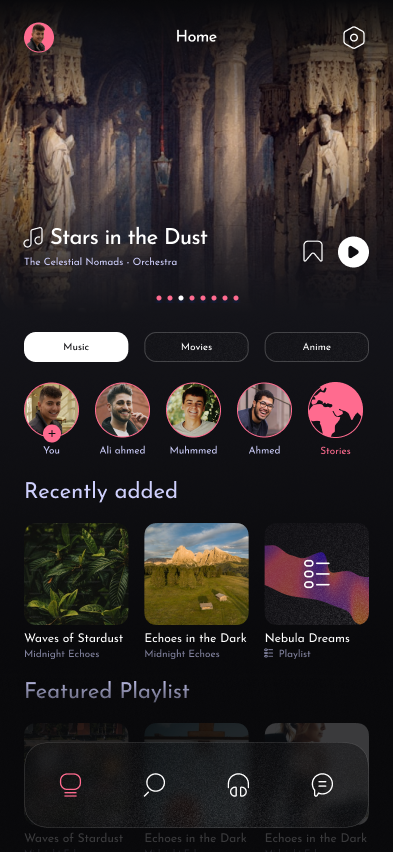 Home
Stars in the Dust
The Celestial Nomads - Orchestra
Music Movies Anime
You Ali ahmed Muhmmed Ahmed Stories
Recently added
Waves of Stardust Echoes in the Dark Nebula Dreams
Midnight Echoes Midnight Echoes Playlist
Featured Playlist
Waves of Stardust Echoes in the Dark Echoes in the Dark